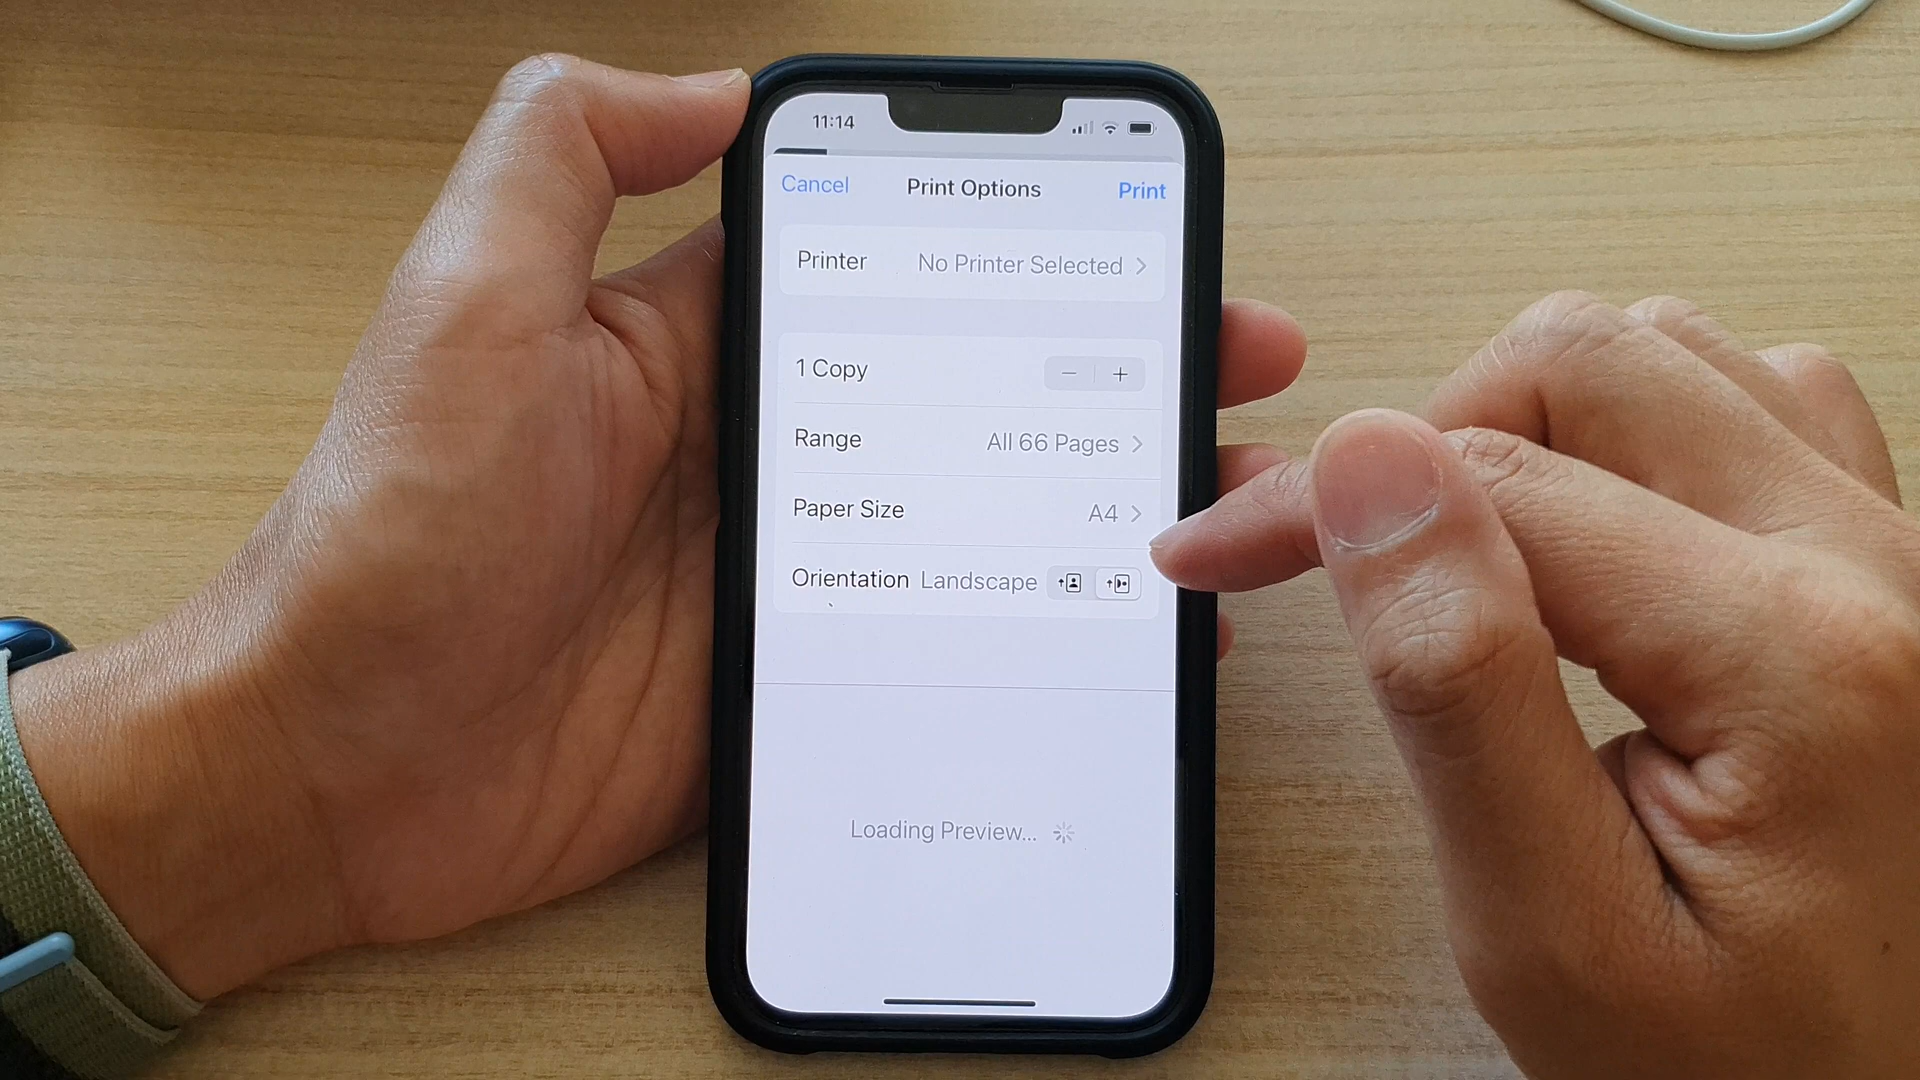 11:14
Cancel Print Options Print
Printer No Printer Selected
1 Copy − +
Range All 66 Pages
Paper Size A4
Orientation Landscape
Loading Preview...